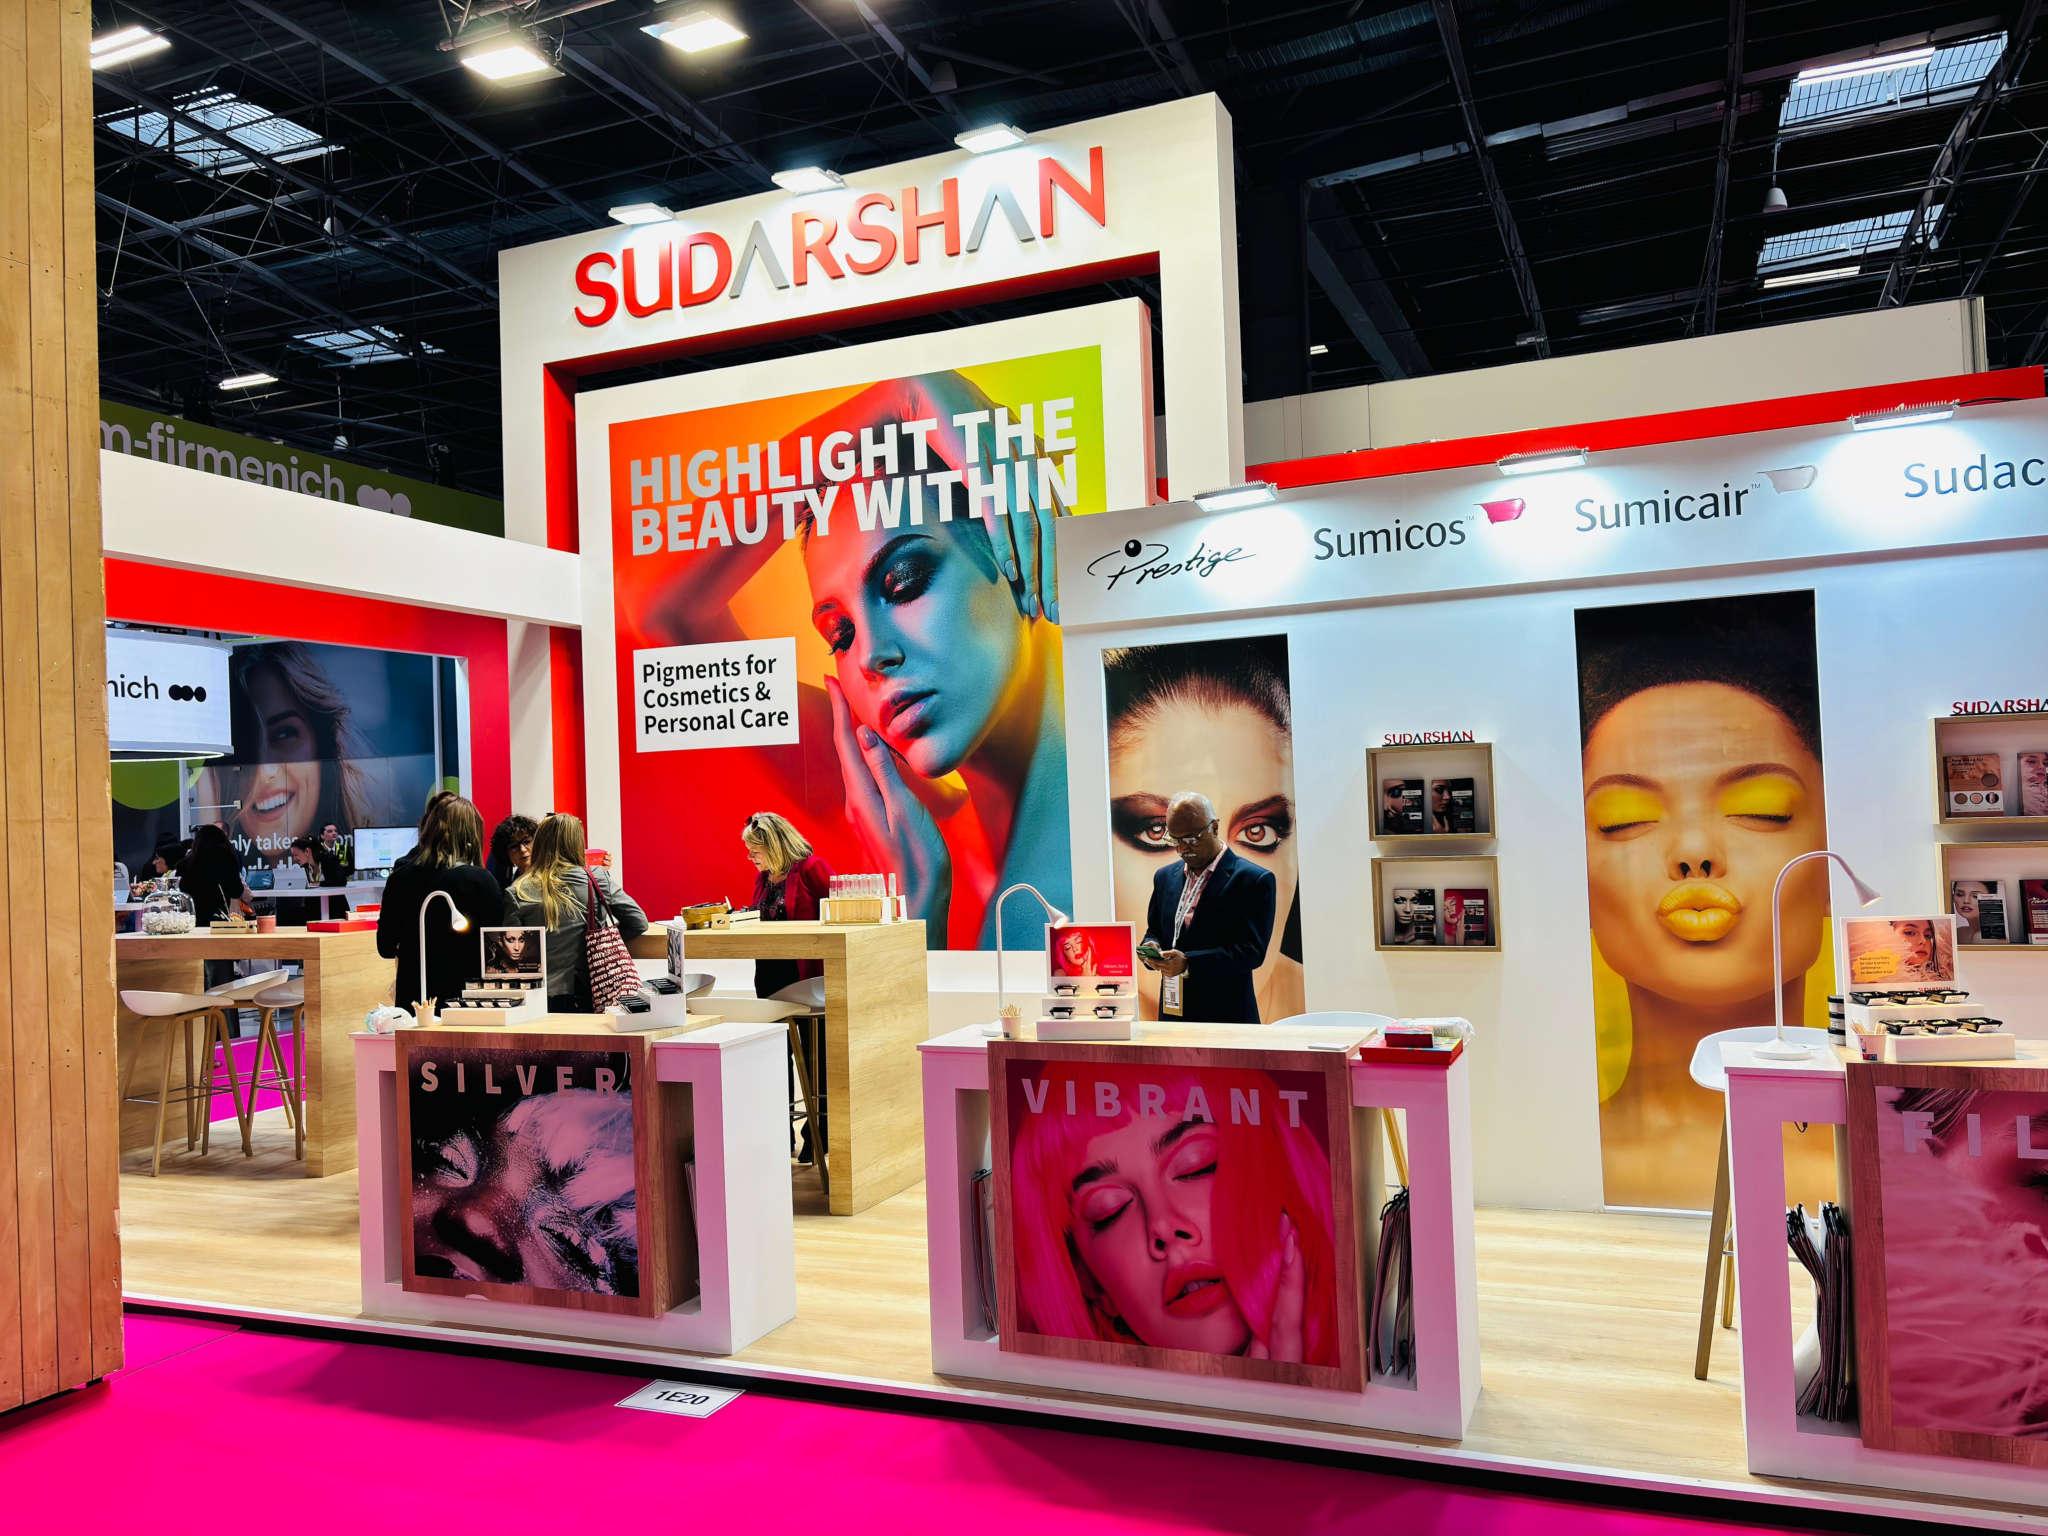 SUDARSHAN
HIGHLIGHT THE
BEAUTY WITHIN
Pigments for
Cosmetics &
Personal Care
m-firmenich
nich
Prestige
Sumicos™
Sumicair™
Sudac
SUDARSHAN
SUDARSHA
SILVER
VIBRANT
FIL
SUDARSHAN
1E20